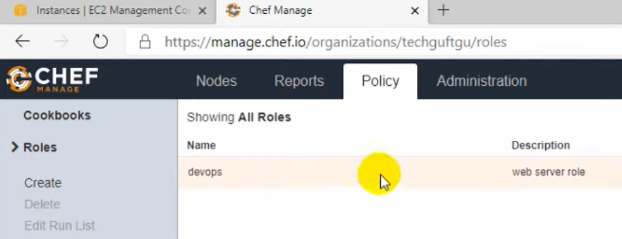 Instances | EC2 Management Co
Chef Manage
https://manage.chef.io/organizations/techguftgu/roles
CHEF
MANAGE
Nodes
Reports
Policy
Administration
Cookbooks
Roles
Create
Delete
Edit Run List
Showing All Roles
Name Description
devops web server role